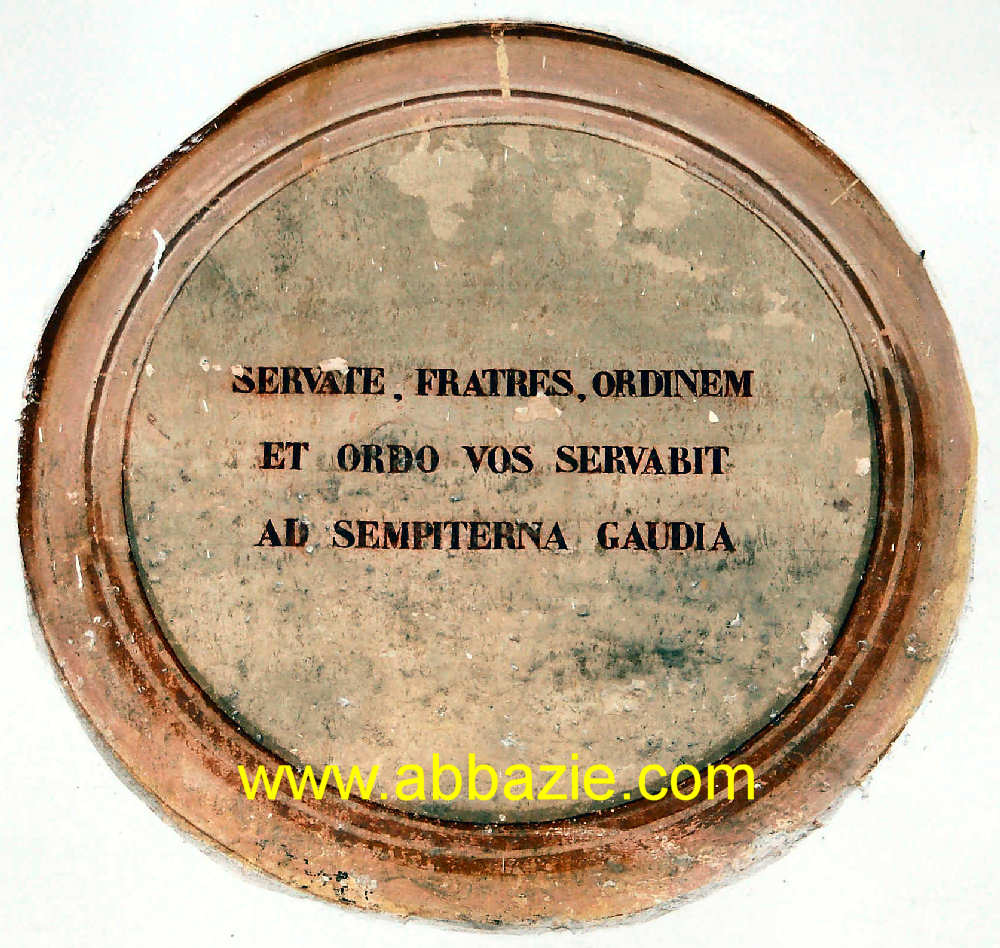 SERVATE, FRATRES, ORDINEM
ET ORDO VOS SERVABIT
AD SEMPITERNA GAUDIA
www.abbazie.com